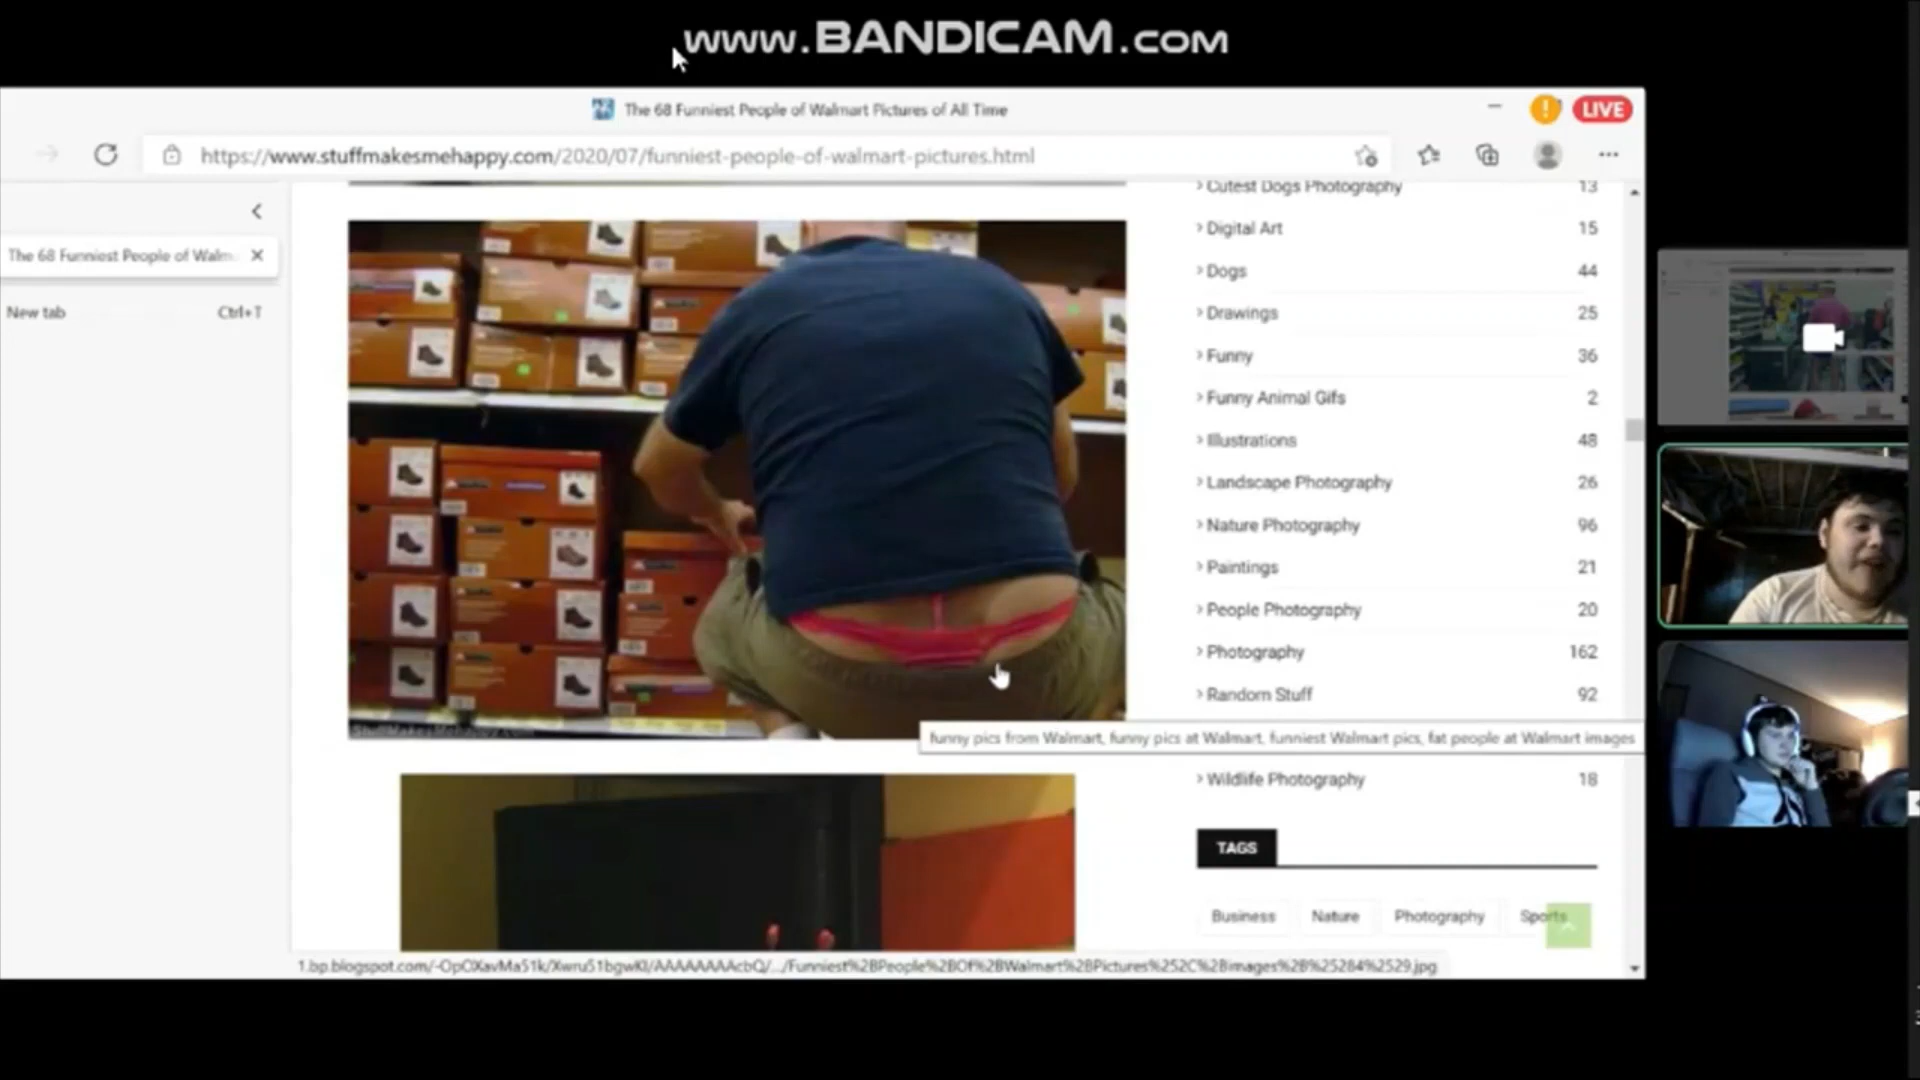 www.BANDICAM.COM
The 68 Funniest People of Walmart Pictures of All Time
LIVE
https://www.stuffmakesmehappy.com/2020/07/funniest-people-of-walmart-pictures.html
The 68 Funniest People of Walm
New tab Ctrl+T
Cutest Dogs Photography 13
Digital Art 15
Dogs 44
Drawings 25
Funny 36
Funny Animal Gifs 2
Illustrations 48
Landscape Photography 26
Nature Photography 96
Paintings 21
People Photography 20
Photography 162
Random Stuff 92
funny pics from Walmart, funny pics at Walmart, funniest Walmart pics, fat people at Walmart images
Wildlife Photography 18
TAGS
Business Nature Photography Sports